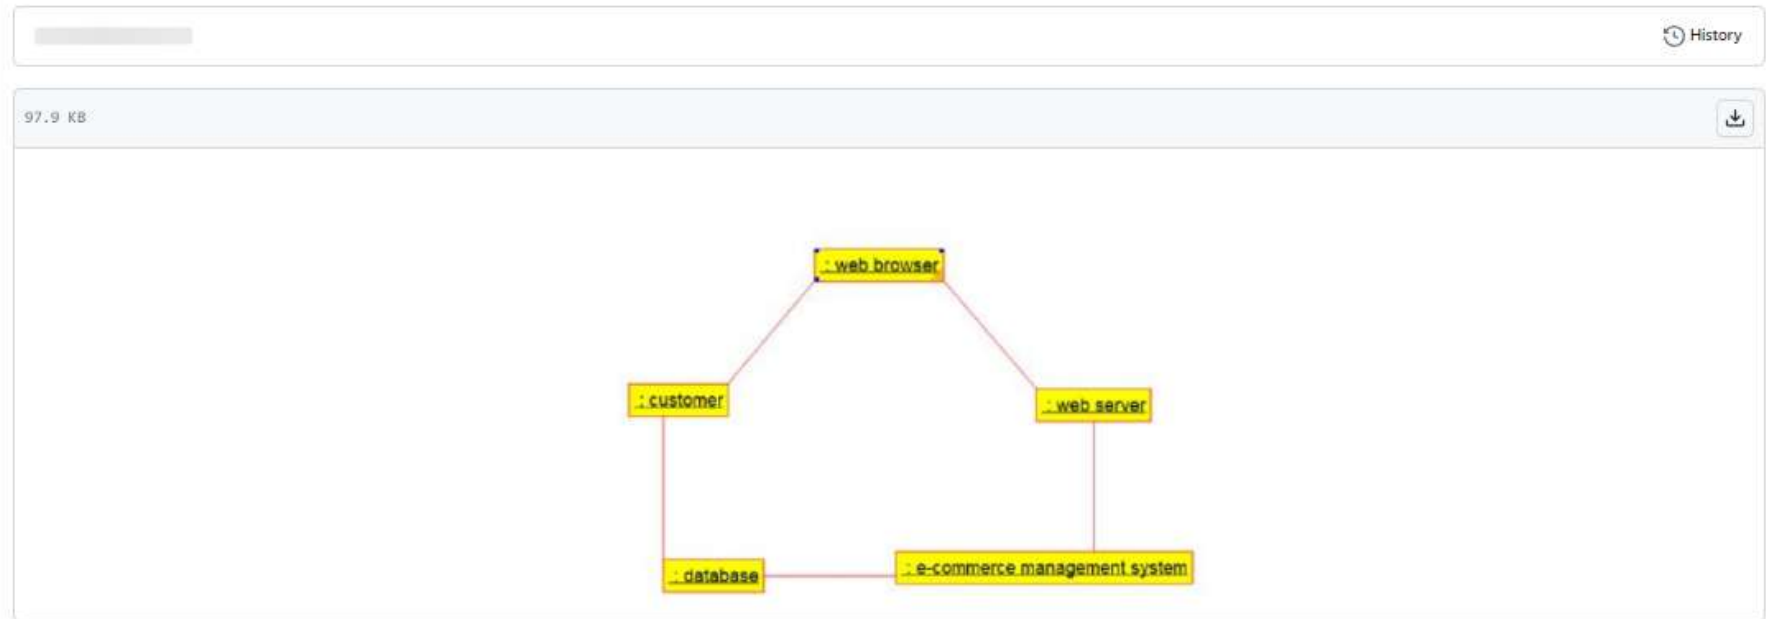 History
97.9 KB
: web browser
: customer
: web server
: database
: e-commerce management system